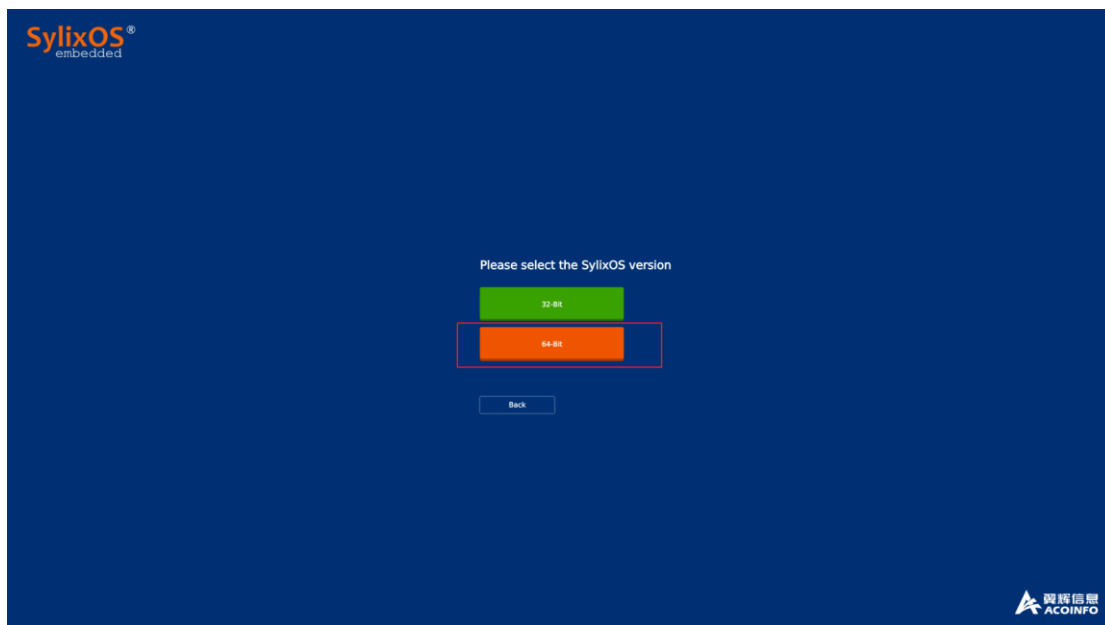 SylixOS®
embedded
Please select the SylixOS version
32-Bit
64-Bit
Back
翼辉信息
ACOINFO